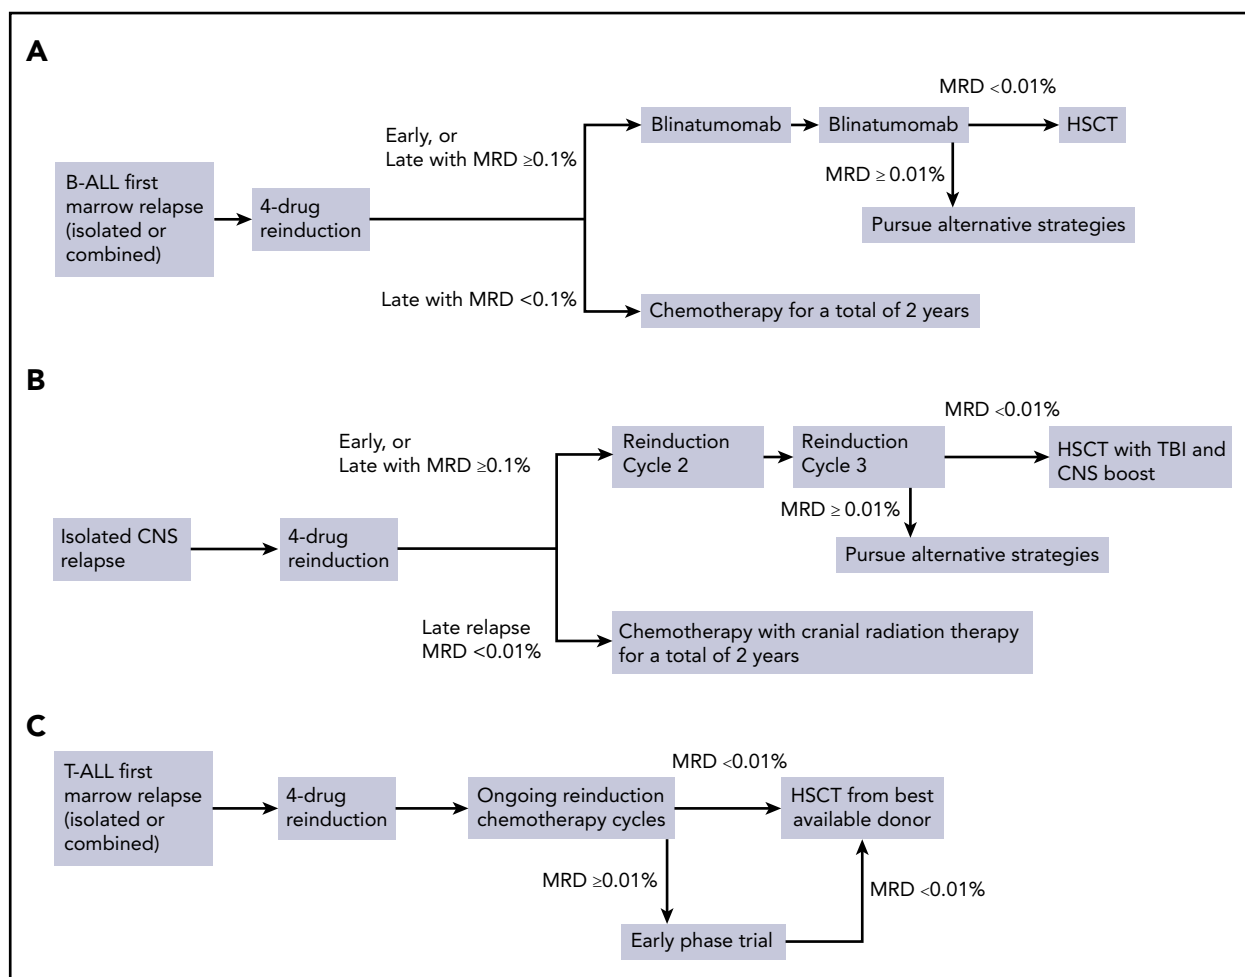 A
MRD <0.01%
Early, or
Late with MRD ≥0.1%
Blinatumomab
Blinatumomab
HSCT
B-ALL first
marrow relapse
(isolated or
combined)
4-drug
reinduction
MRD ≥ 0.01%
Pursue alternative strategies
Late with MRD <0.1%
Chemotherapy for a total of 2 years
B
MRD <0.01%
Early, or
Late with MRD ≥0.1%
Reinduction
Cycle 2
Reinduction
Cycle 3
HSCT with TBI and
CNS boost
MRD ≥ 0.01%
Isolated CNS
relapse
4-drug
reinduction
Pursue alternative strategies
Late relapse
MRD <0.01%
Chemotherapy with cranial radiation therapy
for a total of 2 years
C
T-ALL first
marrow relapse
(isolated or
combined)
4-drug
reinduction
Ongoing reinduction
chemotherapy cycles
MRD <0.01%
HSCT from best
available donor
MRD ≥0.01%
MRD <0.01%
Early phase trial